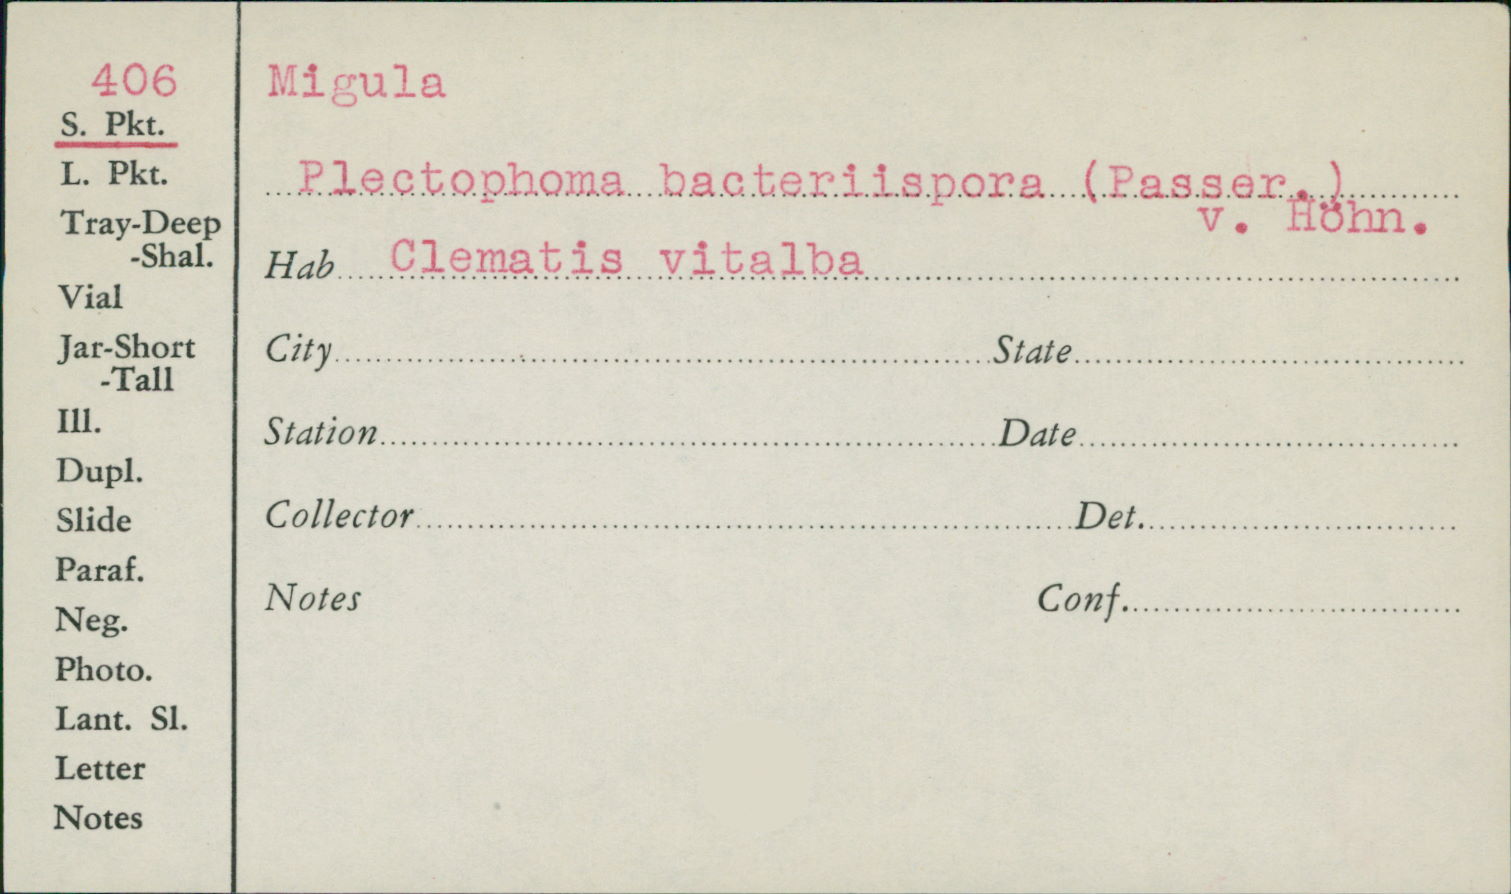 406
S. Pkt.
L. Pkt.
Tray-Deep
-Shal.
Vial
Jar-Short
-Tall
Ill.
Dupl.
Slide
Paraf.
Neg.
Photo.
Lant. Sl.
Letter
Notes
Migula
Plectophoma bacteriispora (Passer.)
v. Höhn.
Hab Clematis vitalba
City State
Station Date
Collector Det.
Notes Conf.